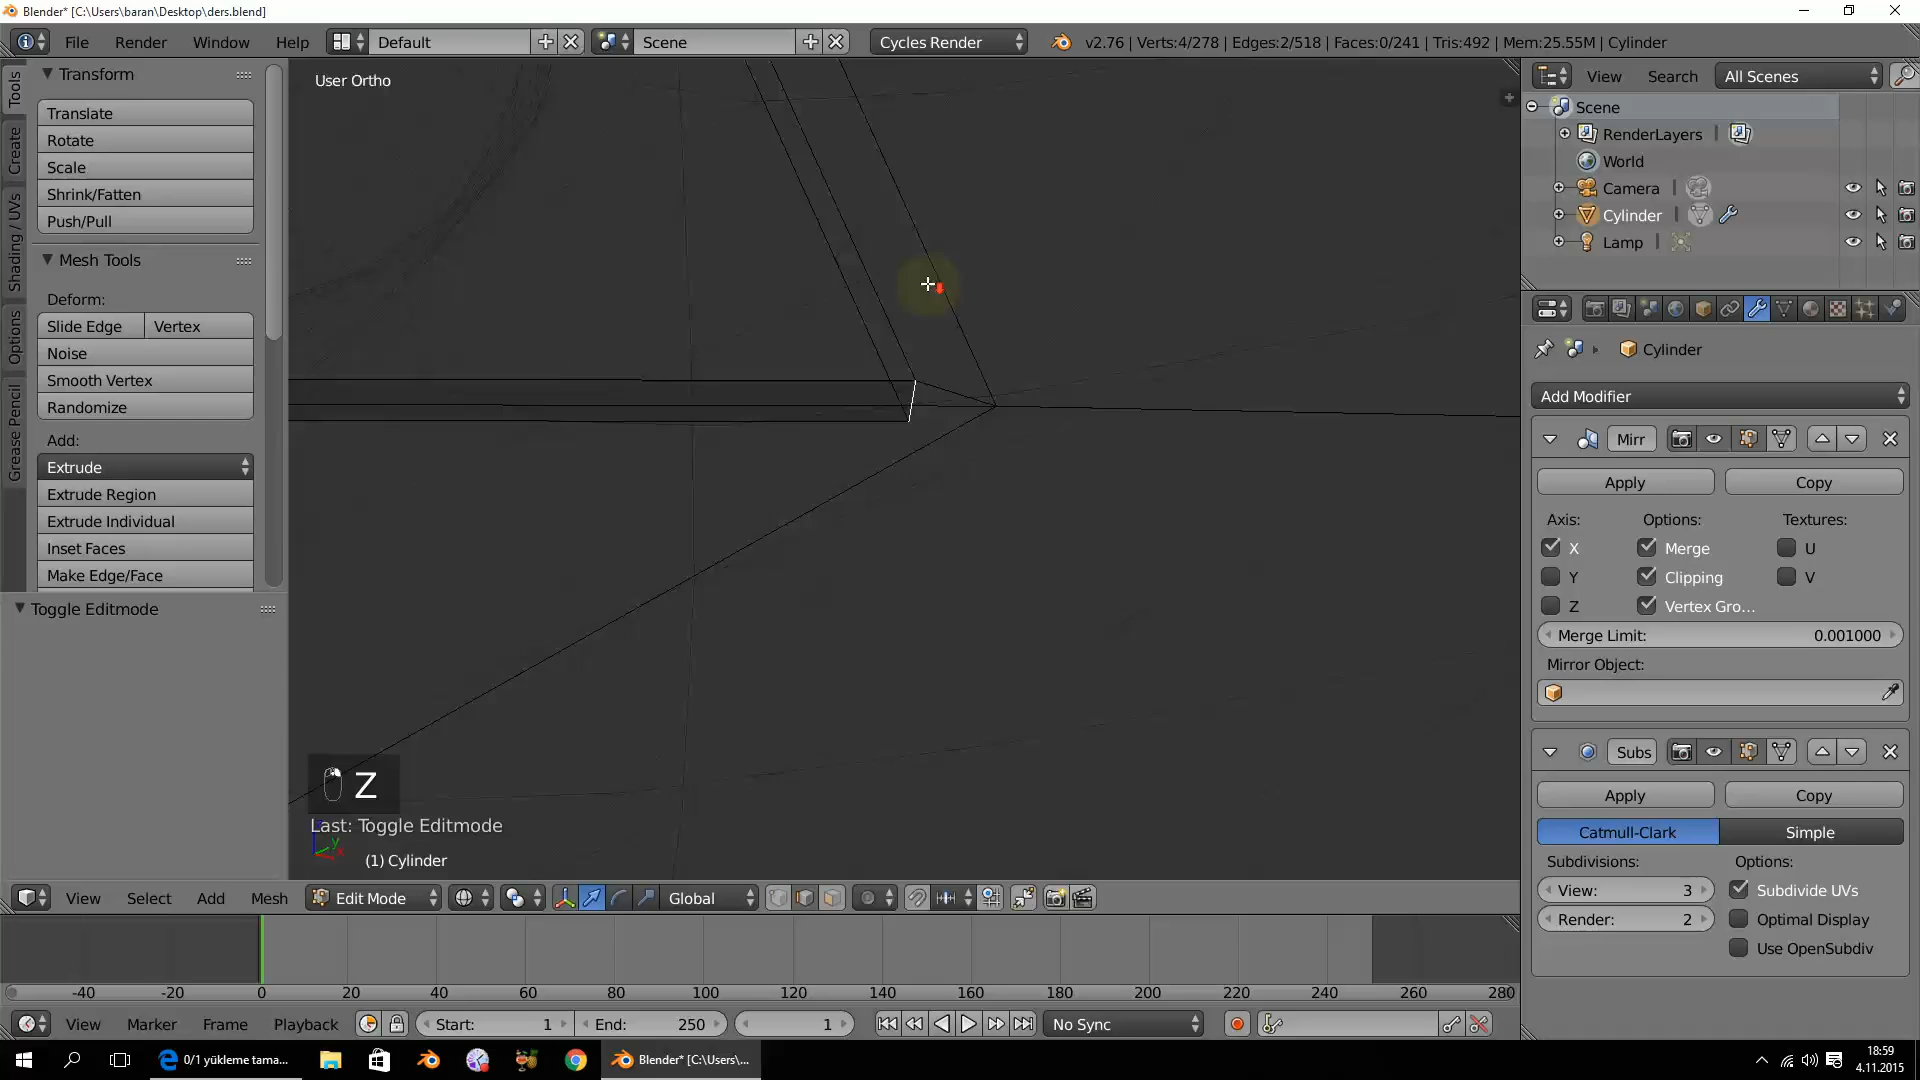 Blender* [C:\Users\baran\Desktop\ders.blend]
File Render Window Help Default Scene Cycles Render v2.76 | Verts:4/278 | Edges:2/518 | Faces:0/241 | Tris:492 | Mem:25.55M | Cylinder
Tools
Create
Shading / UVs
Options
Grease Pencil
Transform
Translate
Rotate
Scale
Shrink/Fatten
Push/Pull
Mesh Tools
Deform:
Slide Edge Vertex
Noise
Smooth Vertex
Randomize
Add:
Extrude
Extrude Region
Extrude Individual
Inset Faces
Make Edge/Face
Toggle Editmode
User Ortho
Z
Last: Toggle Editmode
(1) Cylinder
View Search All Scenes
Scene
RenderLayers
World
Camera
Cylinder
Lamp
Cylinder
Add Modifier
Mirr
Apply Copy
Axis: Options: Textures:
X Merge U
Y Clipping V
Z Vertex Gro...
Merge Limit: 0.001000
Mirror Object:
Subs
Apply Copy
Catmull-Clark Simple
Subdivisions: Options:
View: 3 Subdivide UVs
Render: 2 Optimal Display
Use OpenSubdiv
View Select Add Mesh Edit Mode Global
-40 -20 0 20 40 60 80 100 120 140 160 180 200 220 240 260 280
View Marker Frame Playback Start: 1 End: 250 1 No Sync
0/1 yükleme tama... Blender* [C:\Users\...
18:59
4.11.2015